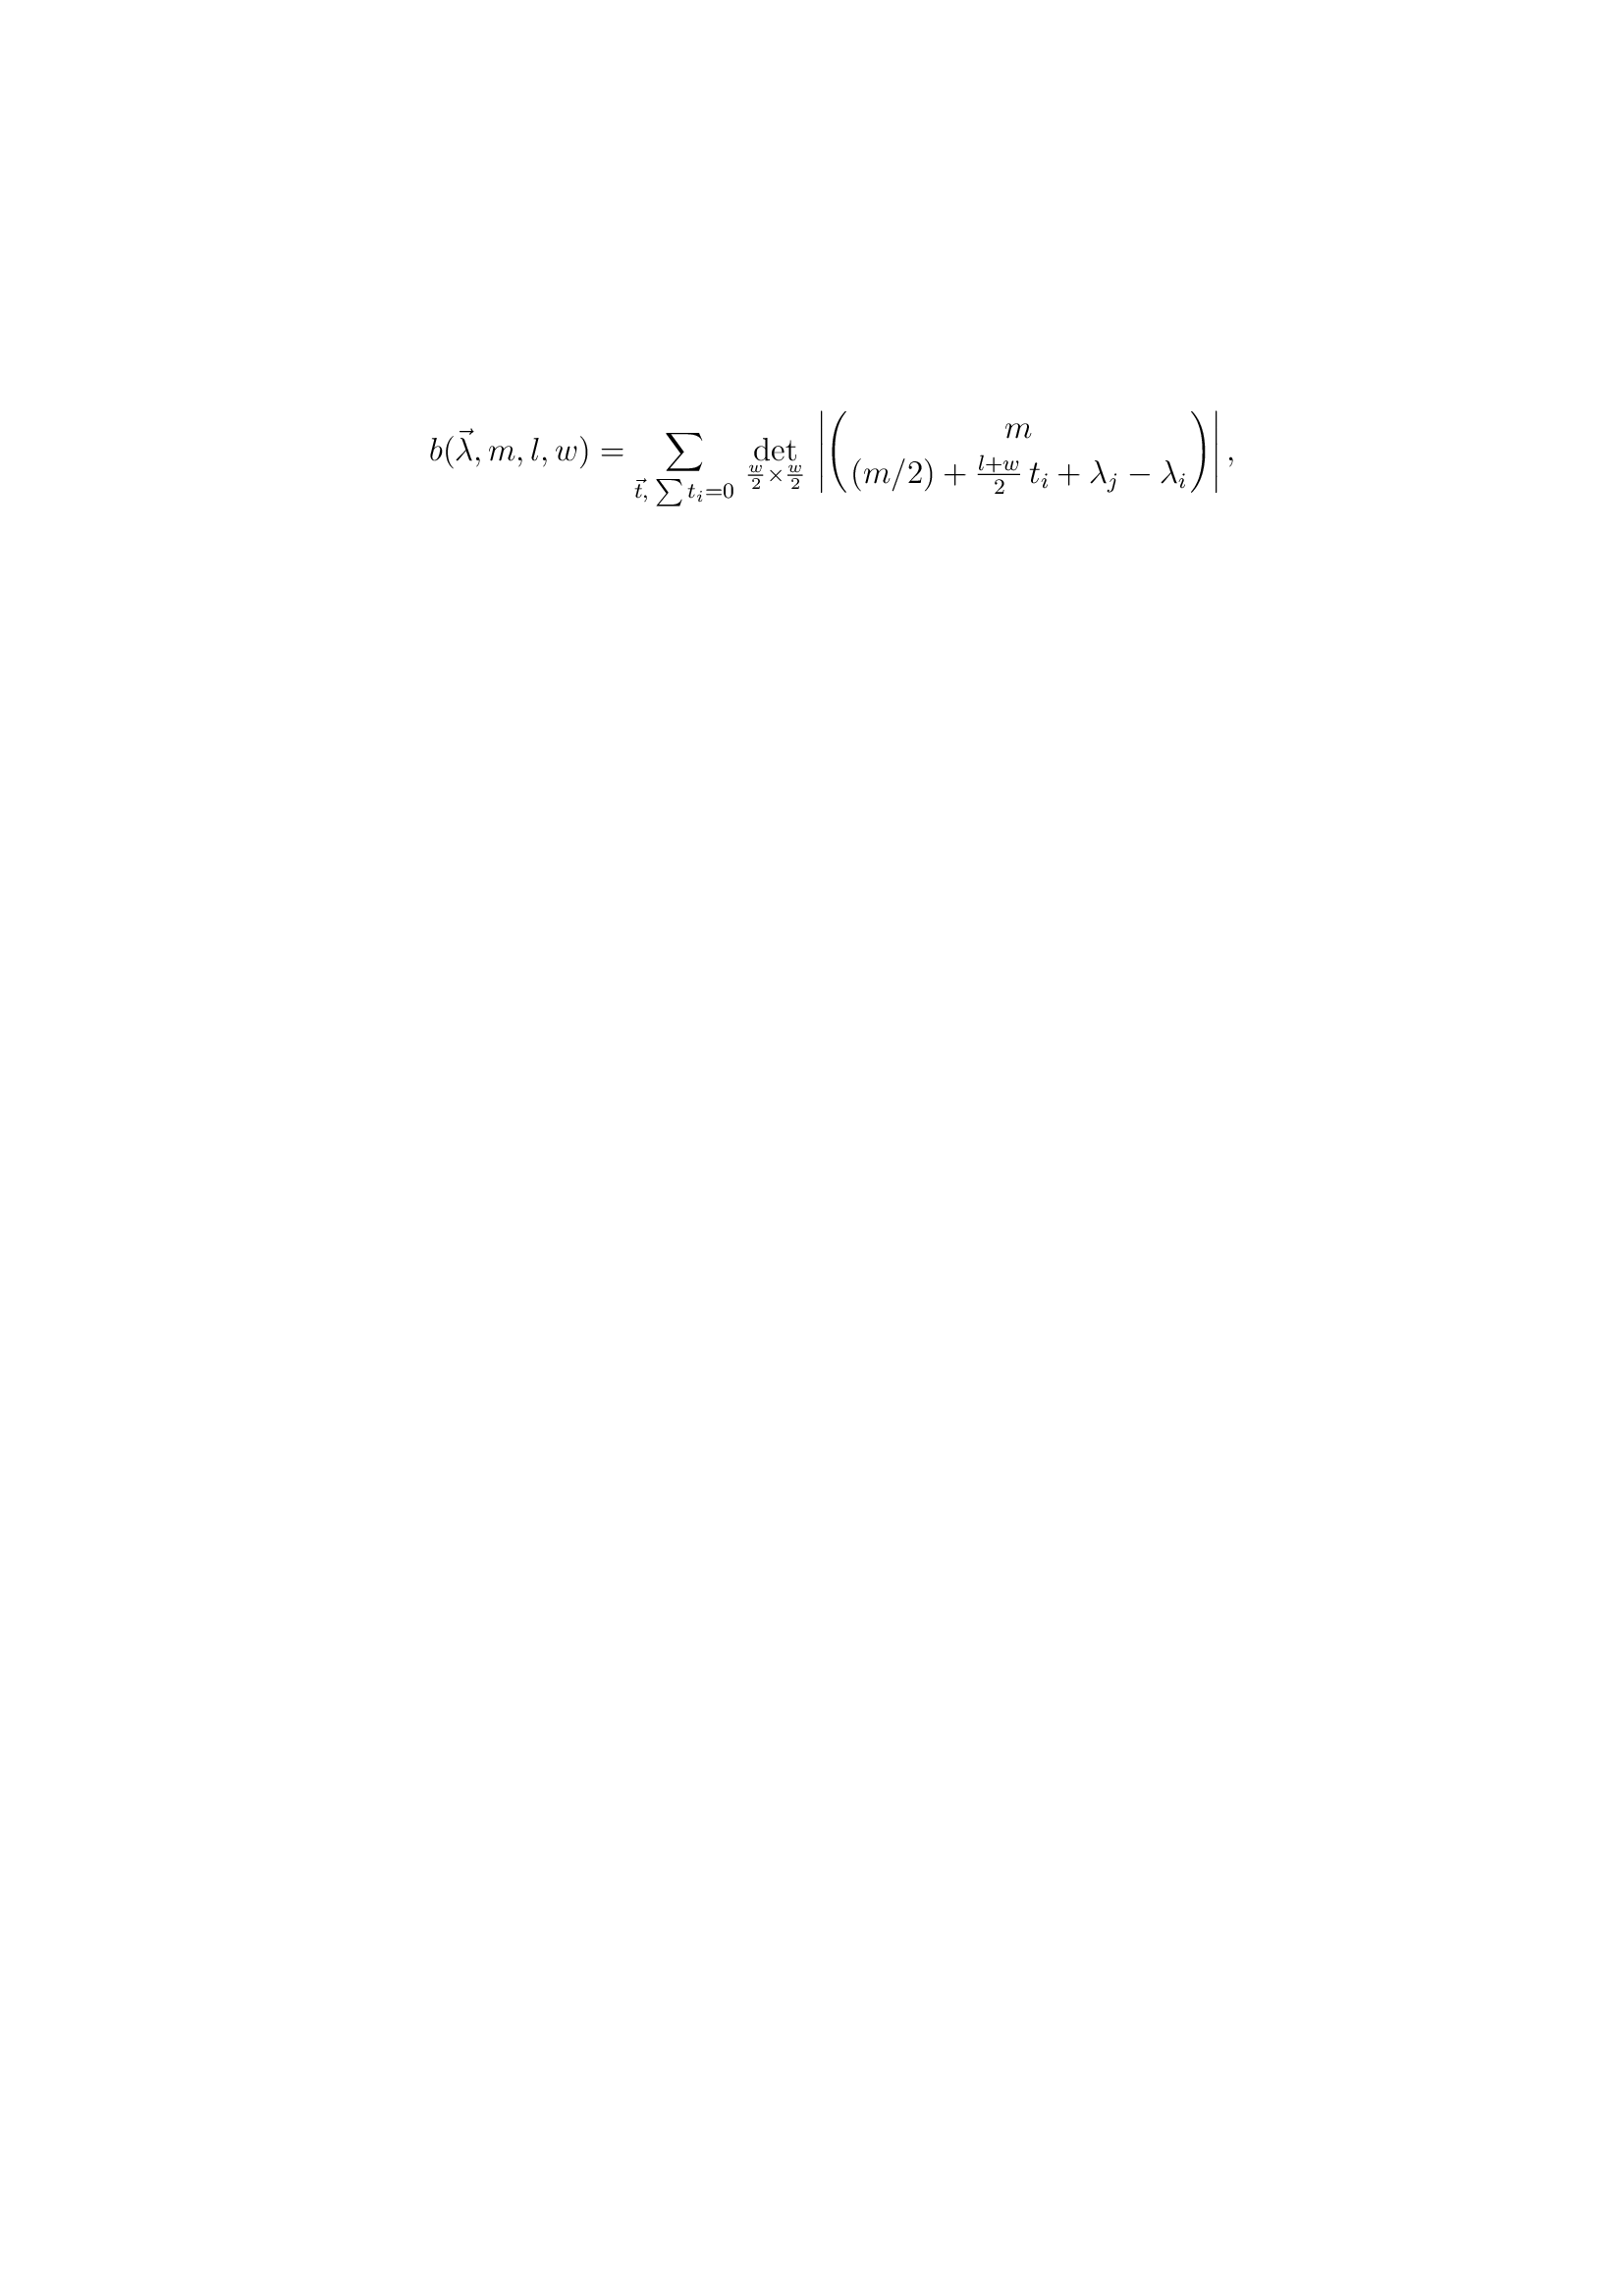 $b(\vec{\lambda}, m, l, w) = \sum_{\vec{t},\, \sum t_i = 0} \det_{\frac{w}{2} \times \frac{w}{2}} \left| \binom{m}{(m/2) + \frac{l+w}{2}\, t_i + \lambda_j - \lambda_i} \right|,$